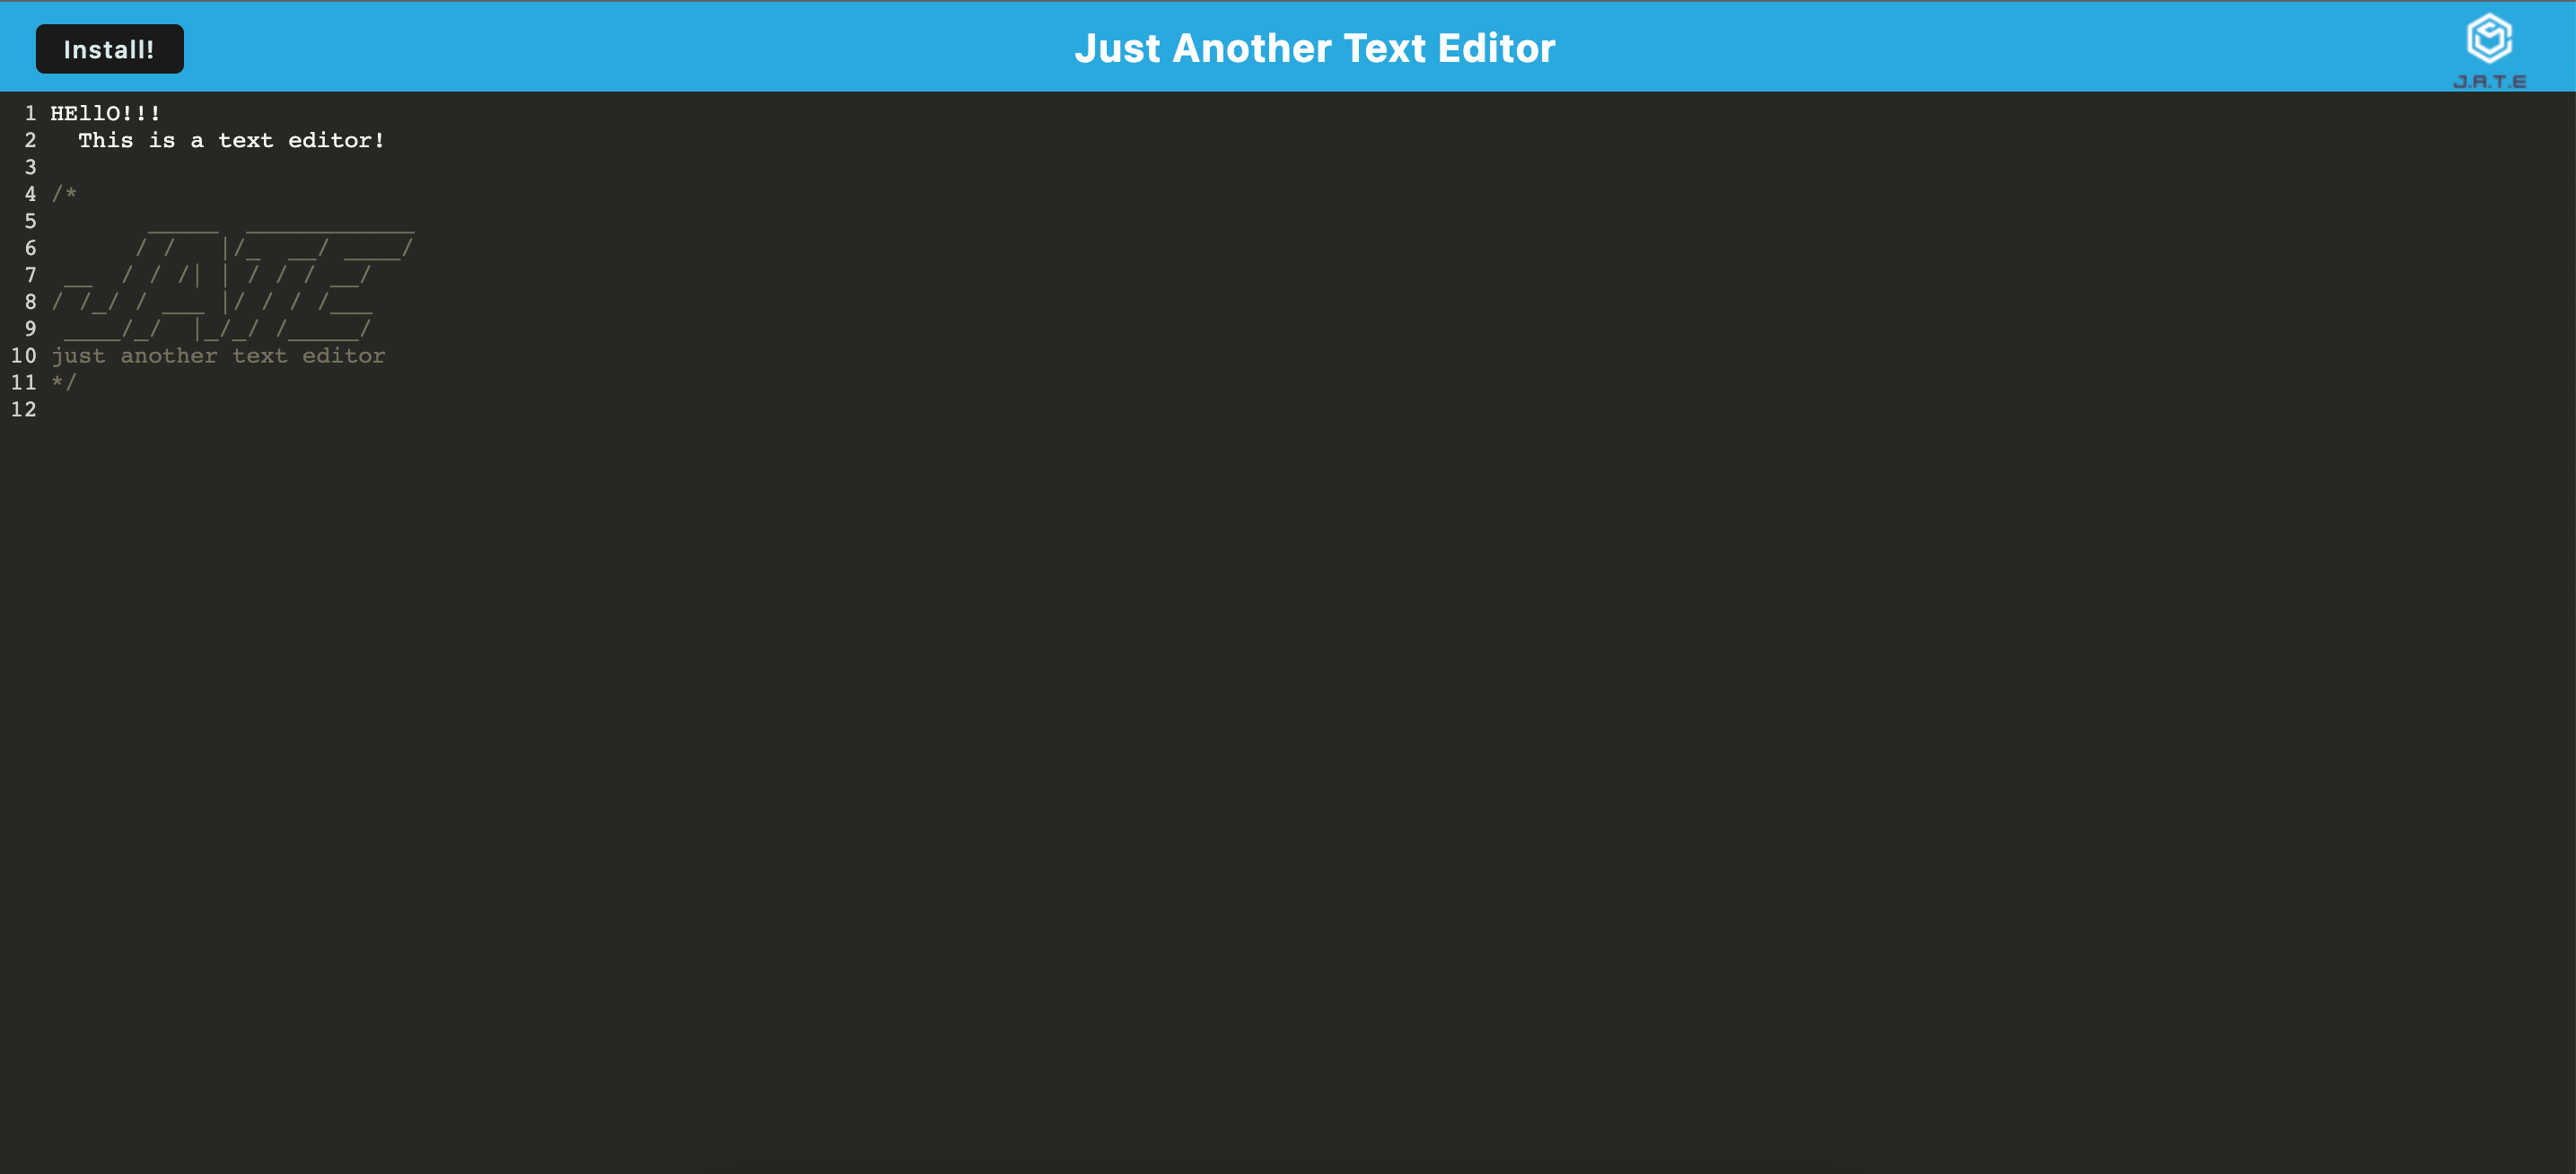 Install!
Just Another Text Editor
J.A.T.E
1 HEllO!!!
2   This is a text editor!
3
4 /*
5        _____  ____________
6       / /   |/_  __/ ____/
7  __  / / /| | / / / __/
8 / /_/ / ___ |/ / / /___
9  ____/_/  |_/_/ /_____/
10 just another text editor
11 */
12